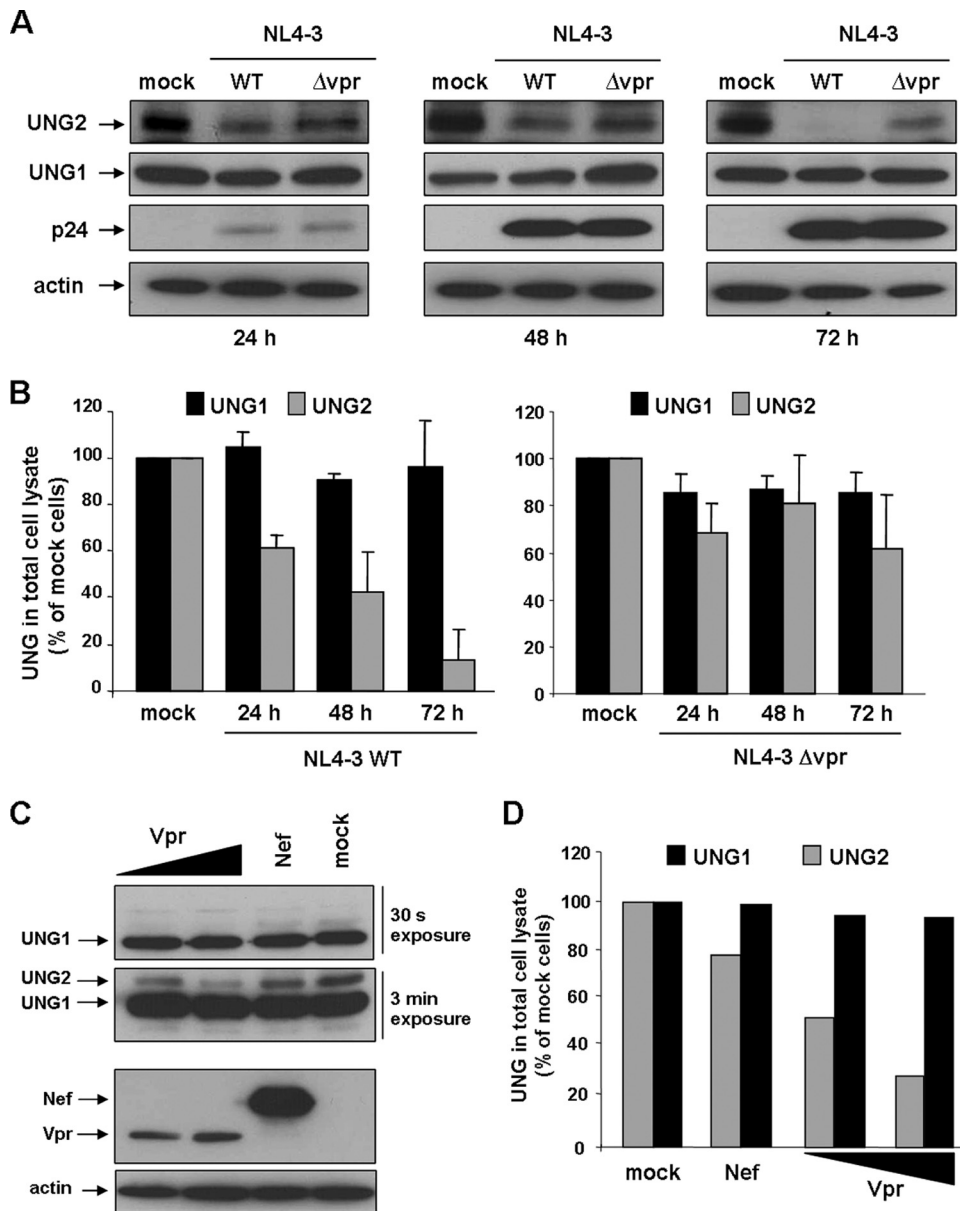 A
NL4-3 NL4-3 NL4-3
mock WT Δvpr mock WT Δvpr mock WT Δvpr
UNG2
UNG1
p24
actin
24 h 48 h 72 h
B
UNG1 UNG2
UNG in total cell lysate
(% of mock cells)
120
100
80
60
40
20
0
mock 24 h 48 h 72 h
NL4-3 WT
UNG1 UNG2
120
100
80
60
40
20
0
mock 24 h 48 h 72 h
NL4-3 Δvpr
C
Vpr Nef mock
UNG1
30 s
exposure
UNG2
UNG1
3 min
exposure
Nef
Vpr
actin
D
UNG1 UNG2
UNG in total cell lysate
(% of mock cells)
120
100
80
60
40
20
0
mock Nef Vpr